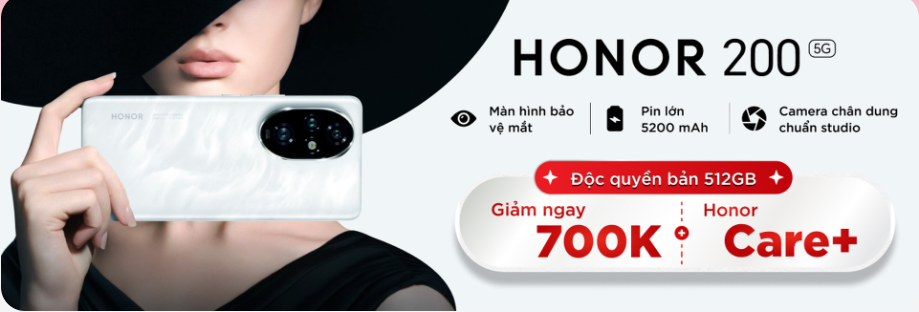 HONOR
HONOR 200 5G
Màn hình bảo
vệ mắt
Pin lớn
5200 mAh
Camera chân dung
chuẩn studio
Độc quyền bản 512GB
Giảm ngay
700K
Honor
Care+